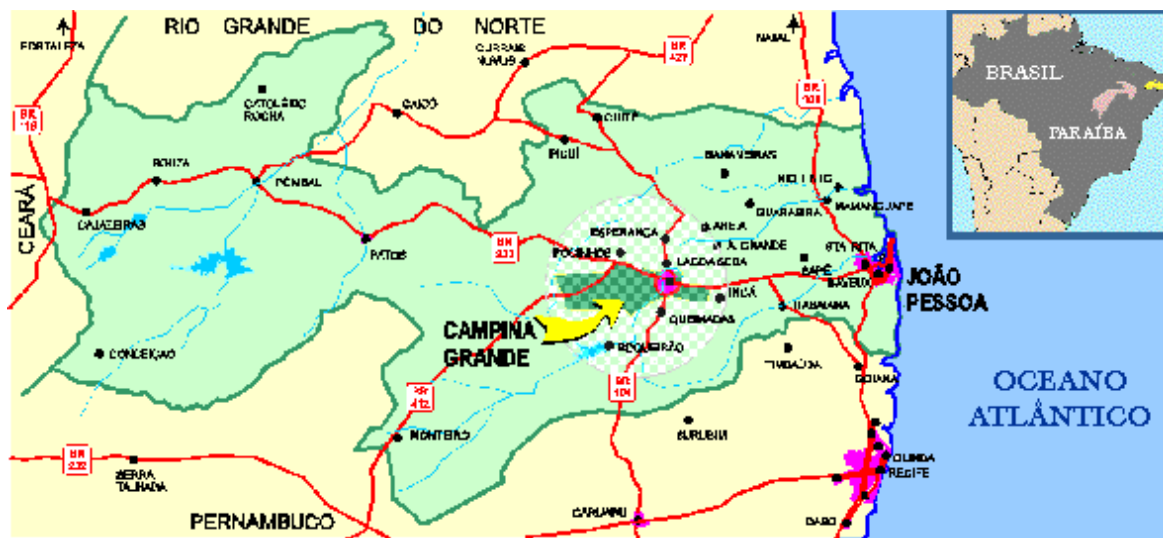 RIO GRANDE DO NORTE
FORTALEZA
NATAL
CURRAIS
NOVOS
BR
427
BRASIL
PARAÍBA
BR
116
CATOLÉ DO
ROCHA
CAICÓ
CUITÉ
PICUÍ
BR
BANANEIRAS
RIO TINTO
MAMANGUAPE
GUARABIRA
SOUZA
POMBAL
CEARÁ
CAJAZEIRAS
PATOS
BR
ESPERANÇA
AREIA
A. GRANDE
STA RITA
POCINHOS
LAGOA SECA
SAPÉ
BAYEUX
JOÃO
PESSOA
INGÁ
ITABAIANA
QUEIMADAS
CAMPINA
GRANDE
BOQUEIRÃO
CONCEIÇÃO
TIMBAÚBA
GOIANA
BR
412
BR
104
OCEANO
ATLÂNTICO
MONTEIRO
SURUBIM
BR
232
SERRA
TALHADA
OLINDA
RECIFE
PERNAMBUCO
CARUARU
CABO